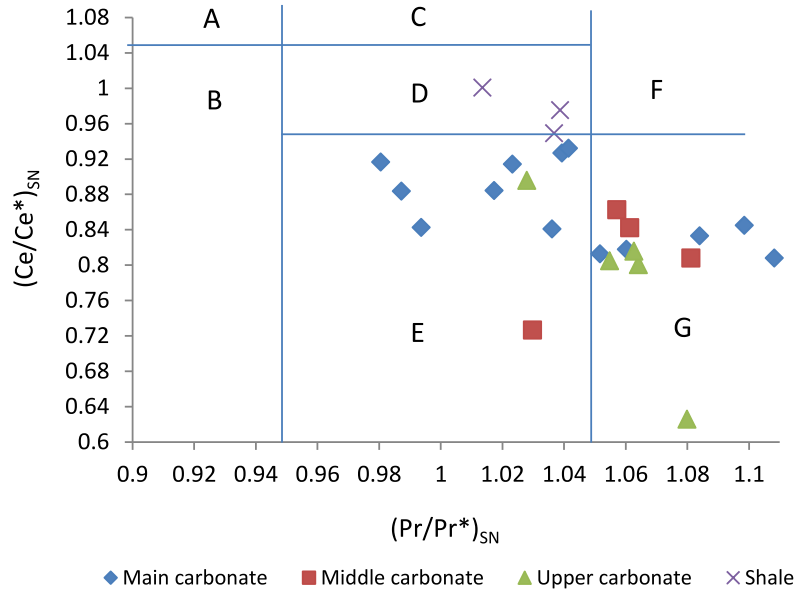 1.08
A
C
1.04
1
B
D
F
0.96
0.92
0.88
0.84
(Ce/Ce*)SN
0.8
0.76
0.72
E
G
0.68
0.64
0.6
0.9 0.92 0.94 0.96 0.98 1 1.02 1.04 1.06 1.08 1.1
(Pr/Pr*)SN
Main carbonate Middle carbonate Upper carbonate Shale